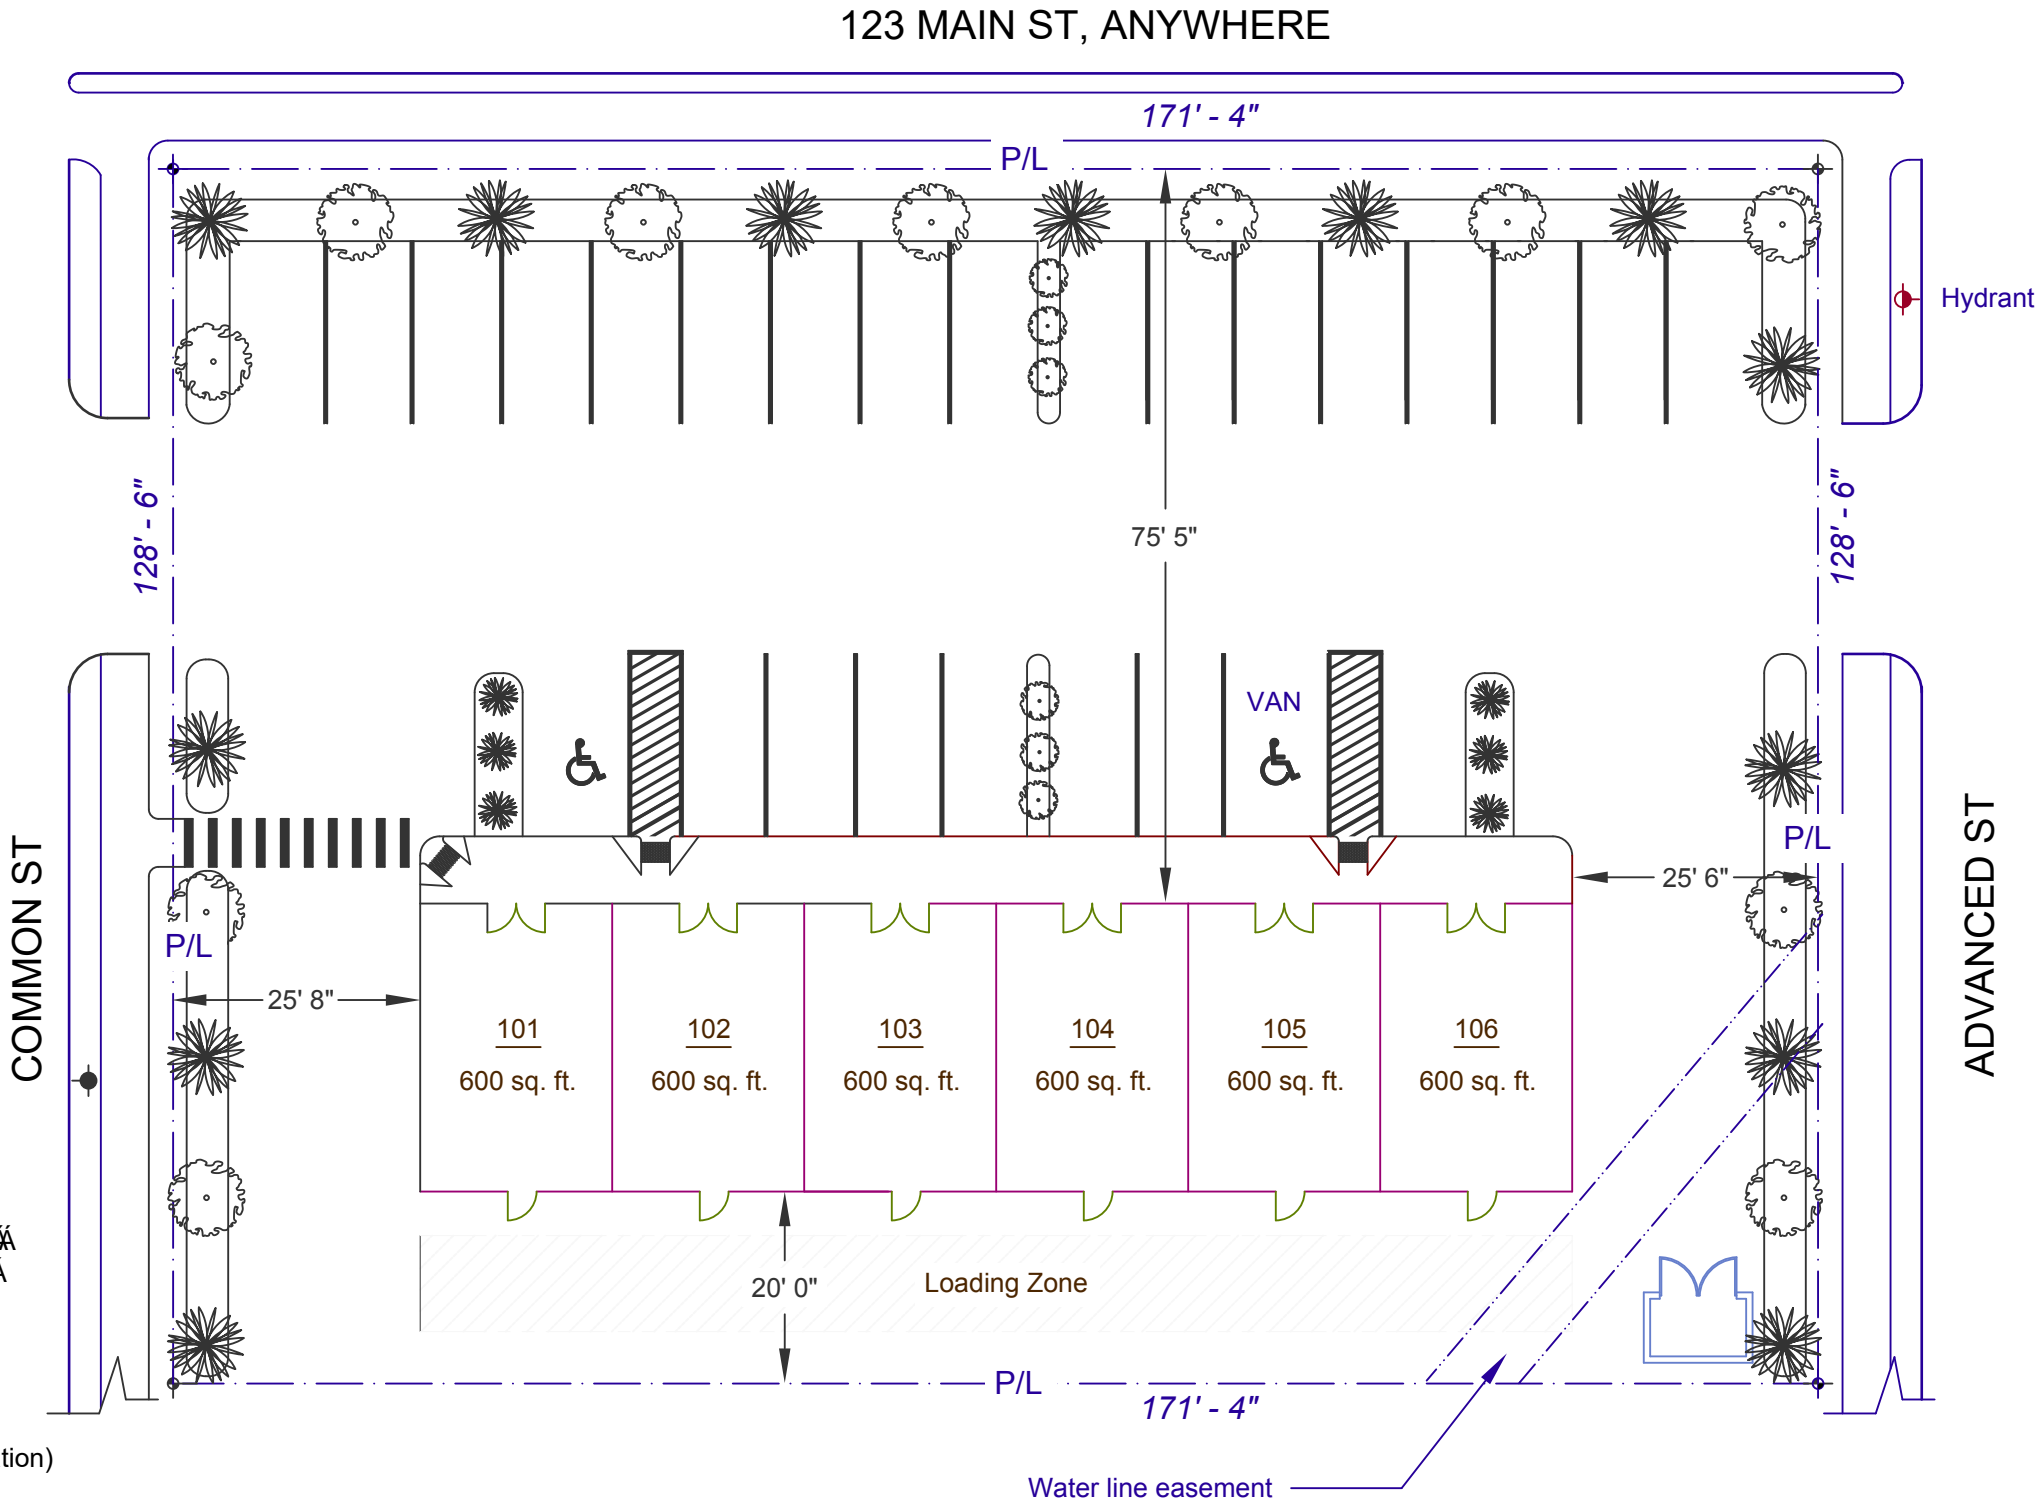 123 MAIN ST, ANYWHERE
171' - 4"
P/L
Hydrant
128' - 6"
75' 5"
128' - 6"
VAN
COMMON ST
P/L
ADVANCED ST
25' 6"
P/L
25' 8"
101
600 sq. ft.
102
600 sq. ft.
103
600 sq. ft.
104
600 sq. ft.
105
600 sq. ft.
106
600 sq. ft.
20' 0"
Loading Zone
P/L
171' - 4"
tion)
Water line easement